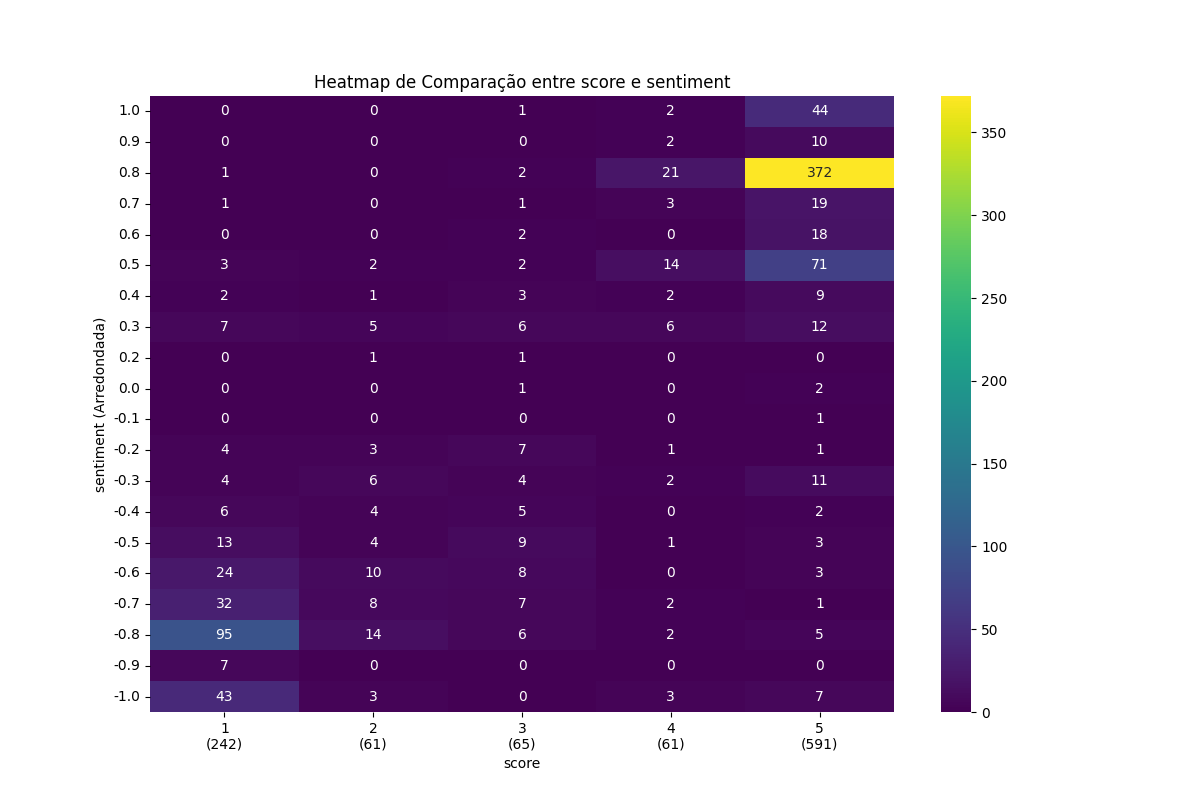 Heatmap de Comparação entre score e sentiment
1.0 0 0 1 2 44
0.9 0 0 0 2 10
0.8 1 0 2 21 372
0.7 1 0 1 3 19
0.6 0 0 2 0 18
0.5 3 2 2 14 71
0.4 2 1 3 2 9
0.3 7 5 6 6 12
0.2 0 1 1 0 0
0.0 0 0 1 0 2
-0.1 0 0 0 0 1
-0.2 4 3 7 1 1
-0.3 4 6 4 2 11
-0.4 6 4 5 0 2
-0.5 13 4 9 1 3
-0.6 24 10 8 0 3
-0.7 32 8 7 2 1
-0.8 95 14 6 2 5
-0.9 7 0 0 0 0
-1.0 43 3 0 3 7
1 2 3 4 5
(242) (61) (65) (61) (591)
score
sentiment (Arredondada)
350
300
250
200
150
100
50
0